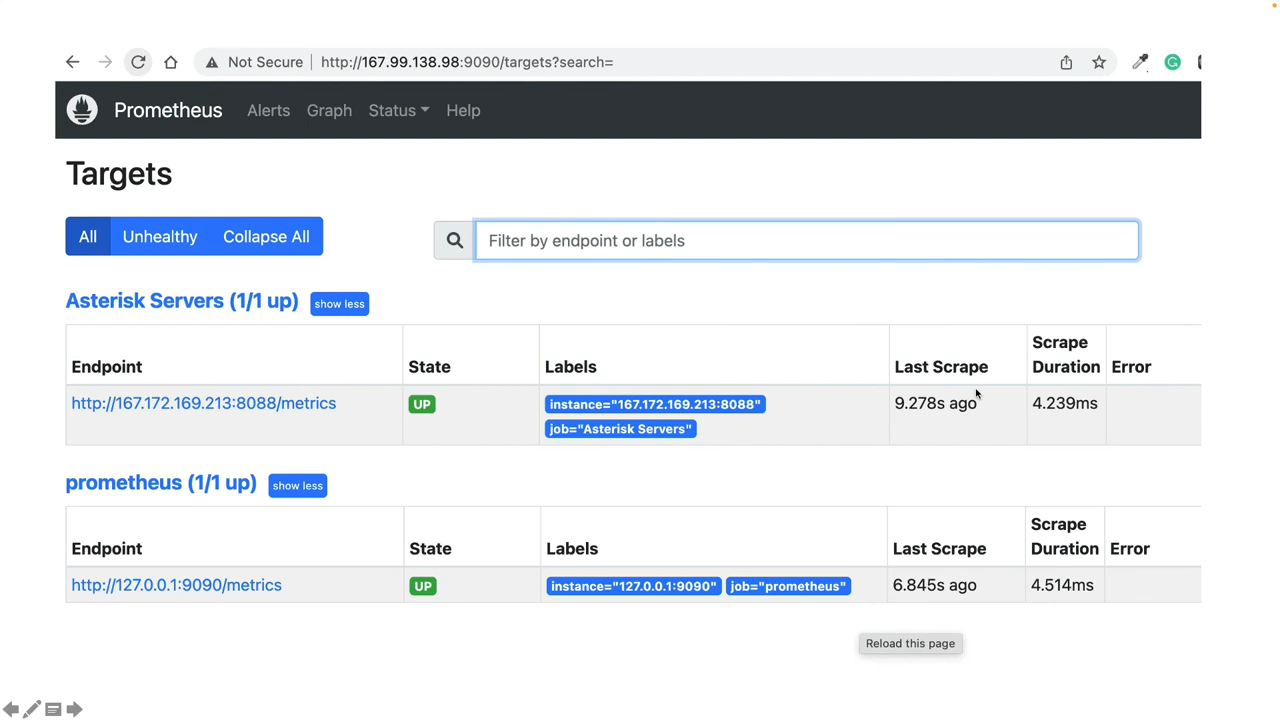 Not Secure http://167.99.138.98:9090/targets?search=
Prometheus Alerts Graph Status Help
Targets
All Unhealthy Collapse All
Filter by endpoint or labels
Asterisk Servers (1/1 up) show less
Endpoint State Labels Last Scrape Scrape Duration Error
http://167.172.169.213:8088/metrics UP instance="167.172.169.213:8088" 9.278s ago 4.239ms
job="Asterisk Servers"
prometheus (1/1 up) show less
Endpoint State Labels Last Scrape Scrape Duration Error
http://127.0.0.1:9090/metrics UP instance="127.0.0.1:9090" job="prometheus" 6.845s ago 4.514ms
Reload this page